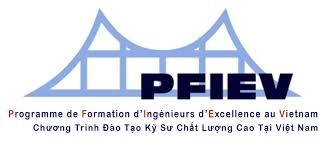 PFIEV
Programme de Formation d'Ingénieurs d'Excellence au Vietnam
Chương Trình Đào Tạo Kỹ Sư Chất Lượng Cao Tại Việt Nam